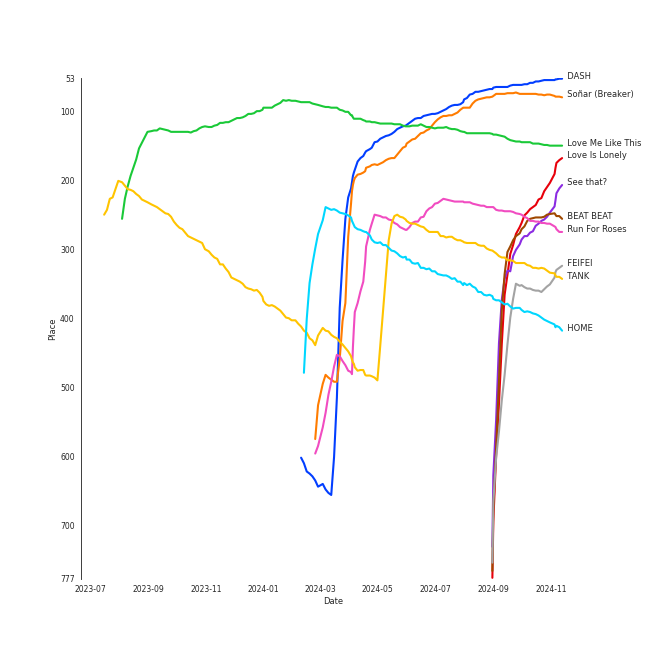 53
100
200
300
400
500
600
700
777
Place
2023-07
2023-09
2023-11
2024-01
2024-03
2024-05
2024-07
2024-09
2024-11
Date
DASH
Soñar (Breaker)
Love Me Like This
Love Is Lonely
See that?
BEAT BEAT
Run For Roses
FEIFEI
TANK
HOME